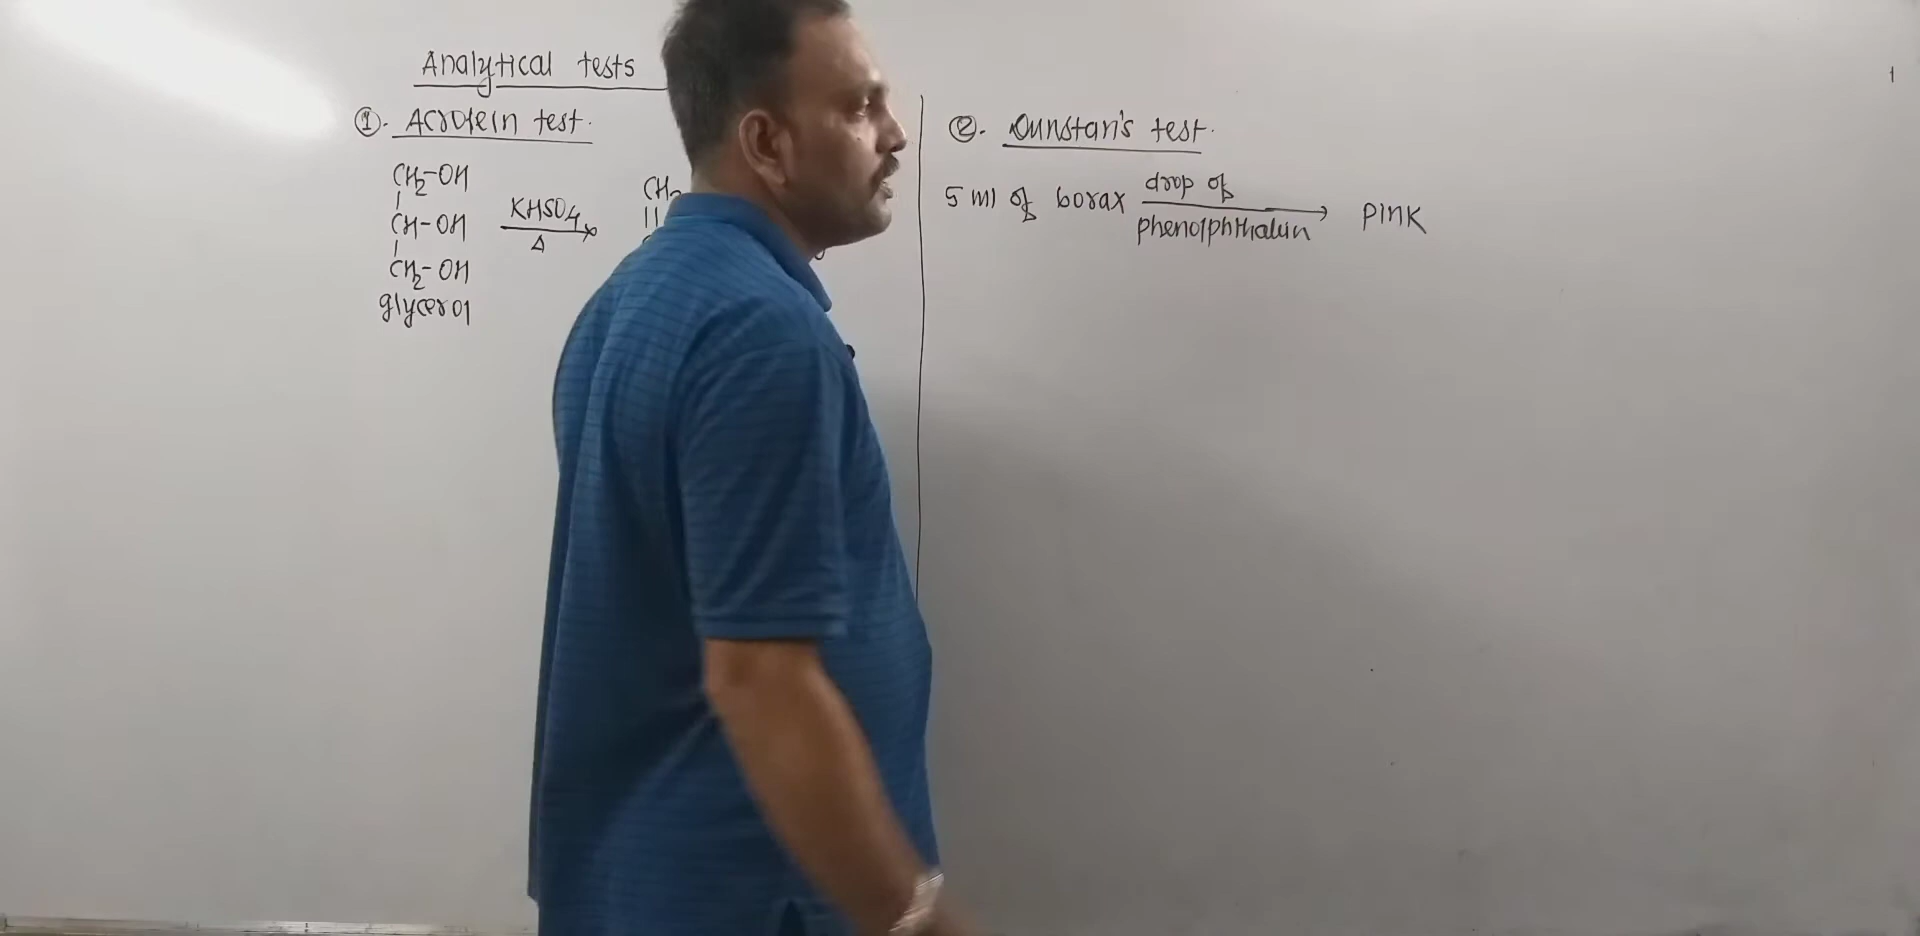 Analytical tests
①. Acrolein test.
CH₂-OH
CH-OH
CH₂-OH
glycerol
KHSO₄
Δ
CH₂
②. Dunstan's test.
5 ml of borax drop of
phenolphthalein
pink